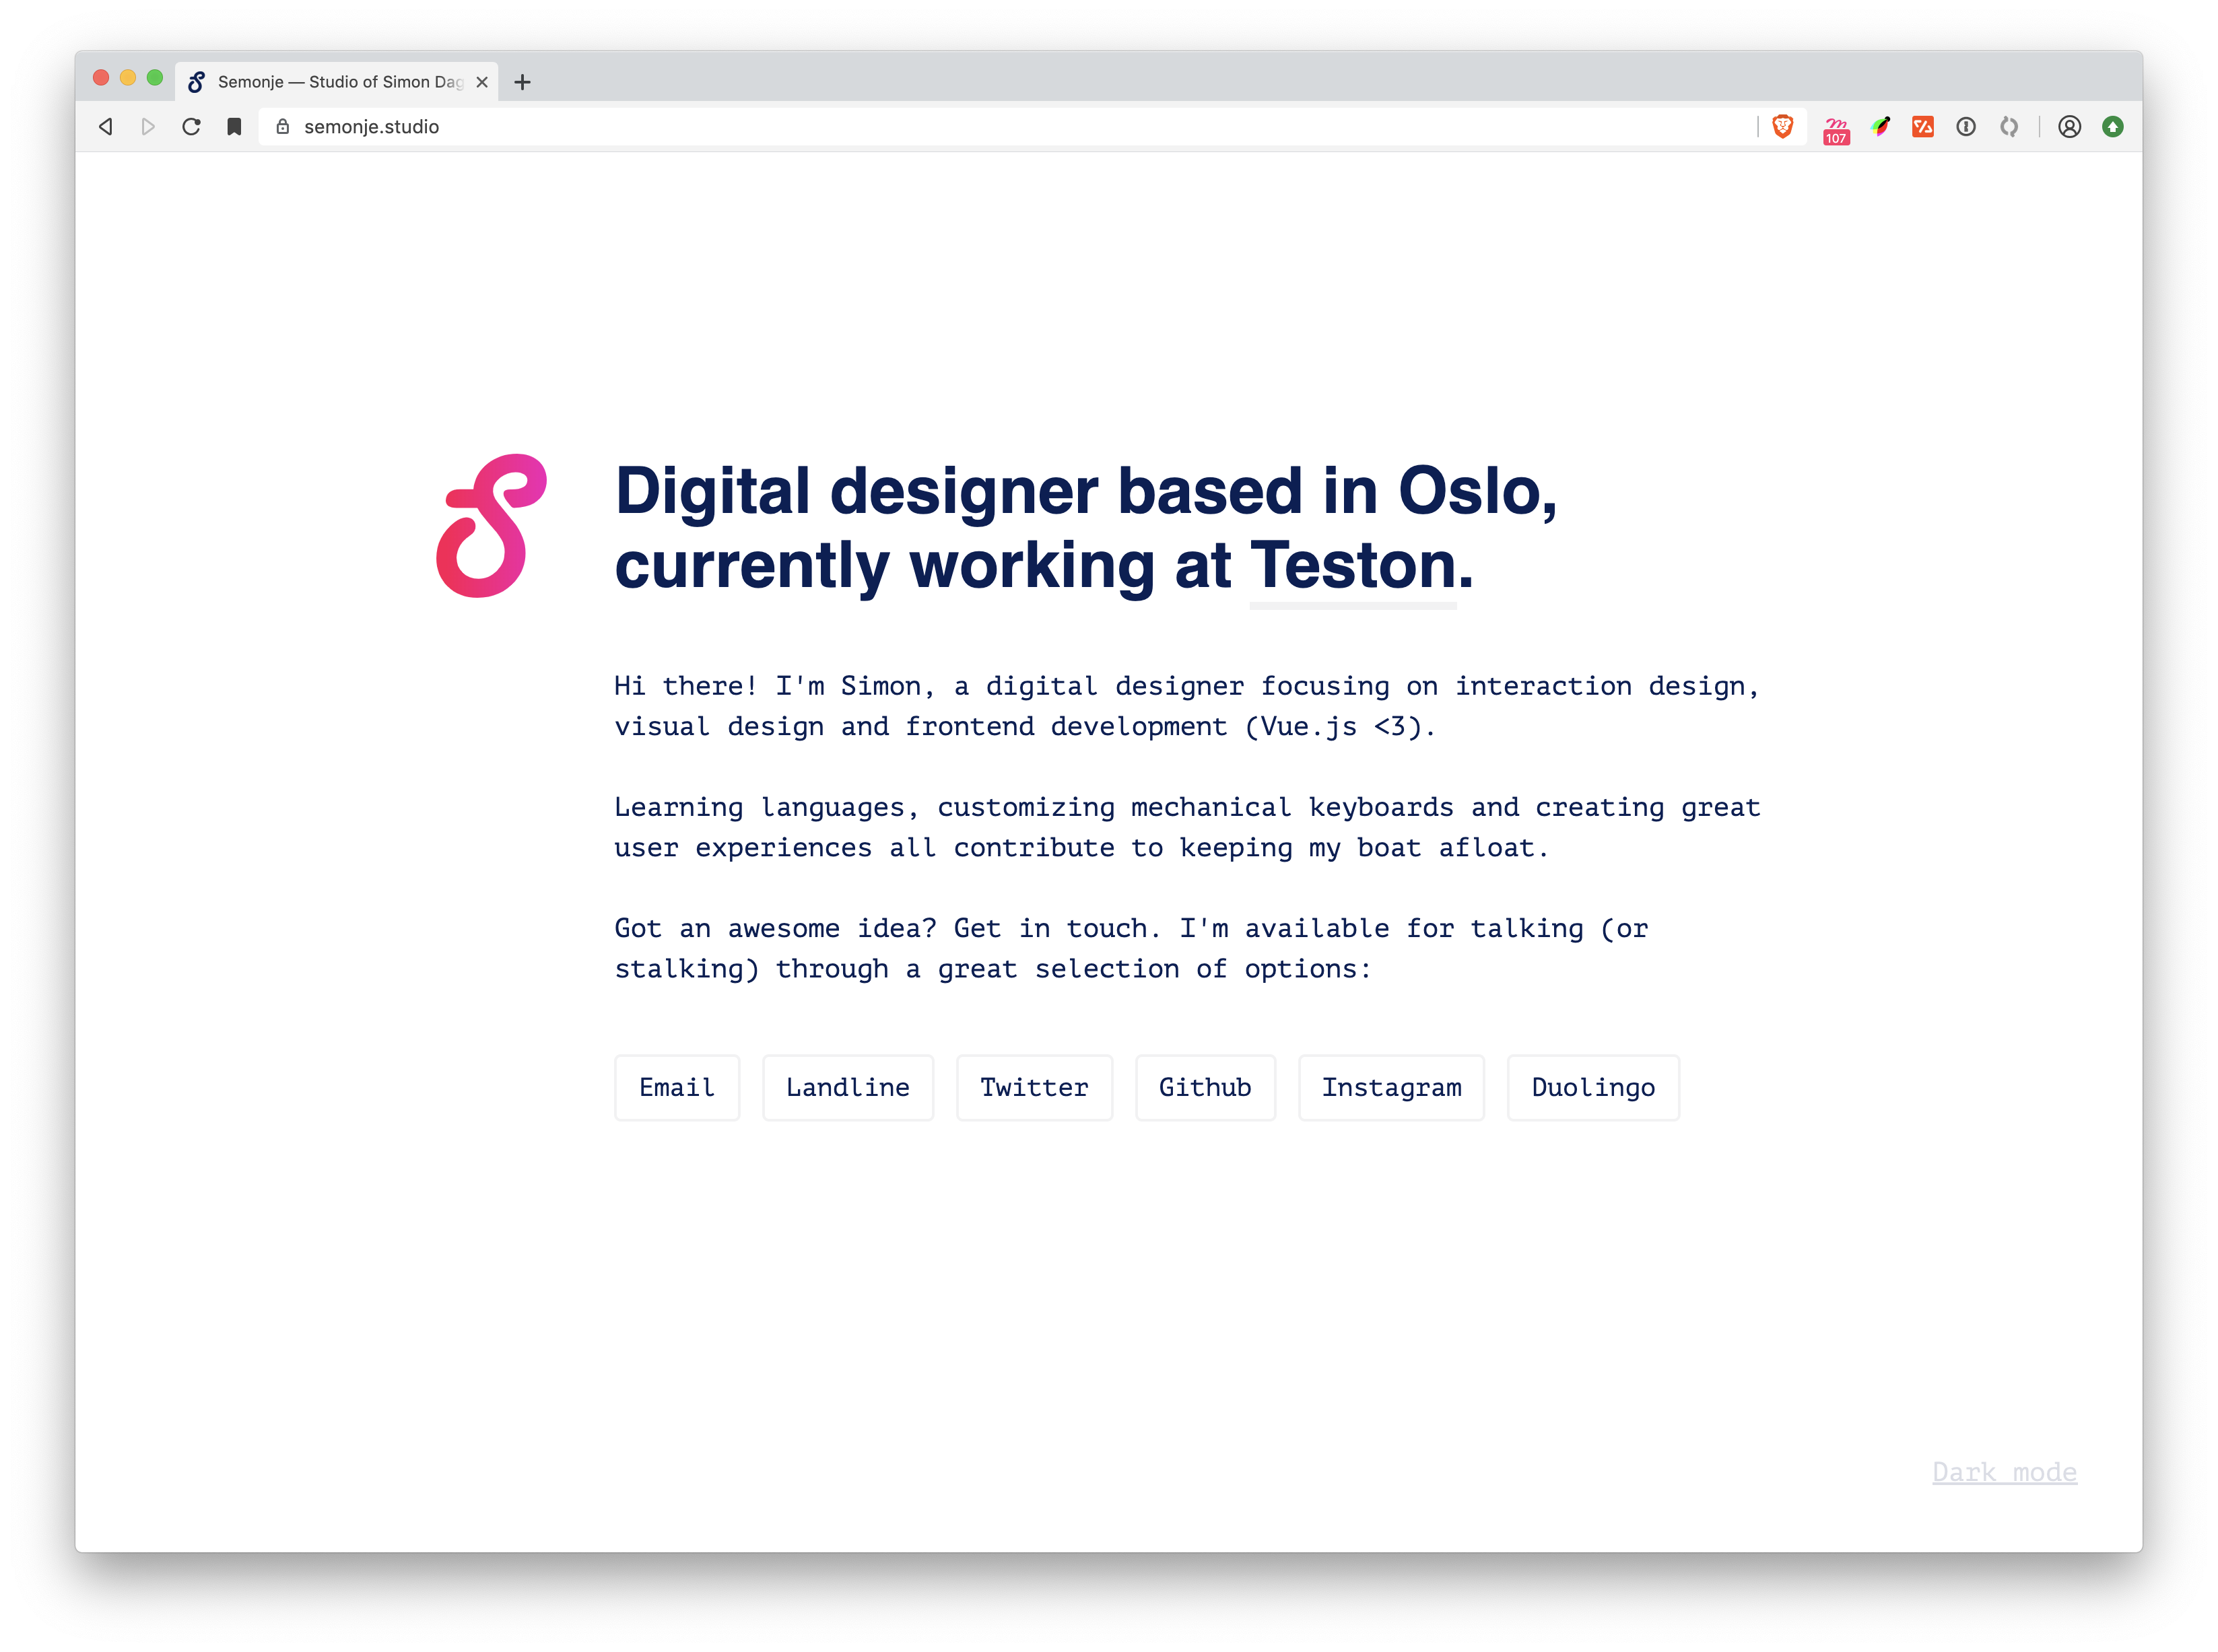 Semonje — Studio of Simon Dag
semonje.studio
107
Digital designer based in Oslo,
currently working at Teston.
Hi there! I'm Simon, a digital designer focusing on interaction design,
visual design and frontend development (Vue.js <3).
Learning languages, customizing mechanical keyboards and creating great
user experiences all contribute to keeping my boat afloat.
Got an awesome idea? Get in touch. I'm available for talking (or
stalking) through a great selection of options:
Email Landline Twitter Github Instagram Duolingo
Dark mode